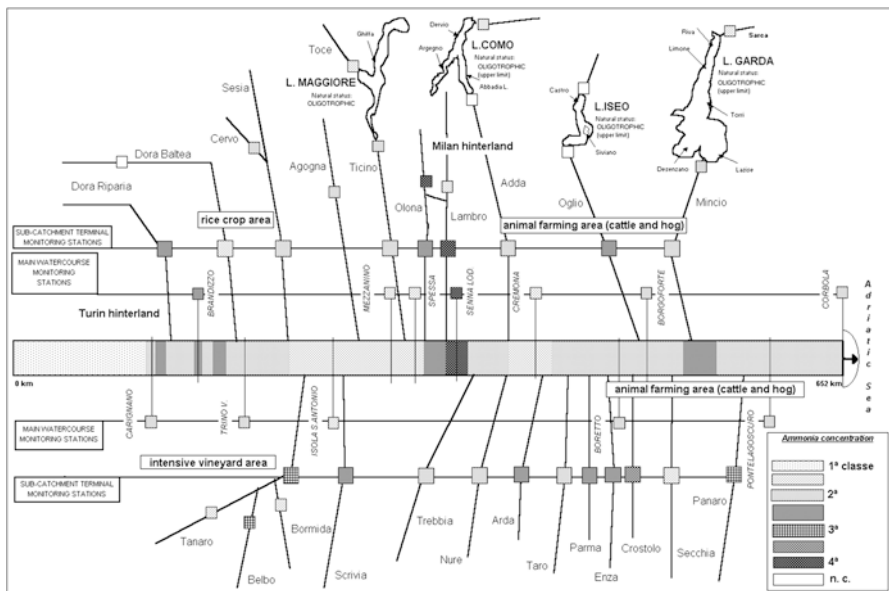 Toce
Ghiffa
Dervio
Argegno
L.COMO
Natural status:
OLIGOTROPHIC
(upper limit)
Abbadia L.
Riva
Sarca
Limone
L. GARDA
Natural status:
OLIGOTROPHIC
(upper limit)
Torri
Desenzano
Lazise
L. MAGGIORE
Natural status:
OLIGOTROPHIC
Castro
L.ISEO
Natural status:
OLIGOTROPHIC
(upper limit)
Siviano
Sesia
Cervo
Dora Baltea
Dora Riparia
Agogna
Ticino
Milan hinterland
Olona
Lambro
Adda
Oglio
Mincio
rice crop area
animal farming area (cattle and hog)
SUB-CATCHMENT TERMINAL
MONITORING STATIONS
MAIN WATERCOURSE
MONITORING
STATIONS
BRANDIZZO
MEZZANINO
SPESSA
SENNA LOD.
CREMONA
BORGOFORTE
CORBOLA
Adriatic Sea
Turin hinterland
0 km
652 km
animal farming area (cattle and hog)
CARIGNANO
TRINO V.
ISOLA S.ANTONIO
BORETTO
PONTELAGOSCURO
MAIN WATERCOURSE
MONITORING STATIONS
intensive vineyard area
SUB-CATCHMENT TERMINAL
MONITORING STATIONS
Tanaro
Belbo
Bormida
Scrivia
Trebbia
Nure
Arda
Taro
Parma
Enza
Crostolo
Secchia
Panaro
Ammonia concentration
1ª classe
2ª
3ª
4ª
n. c.